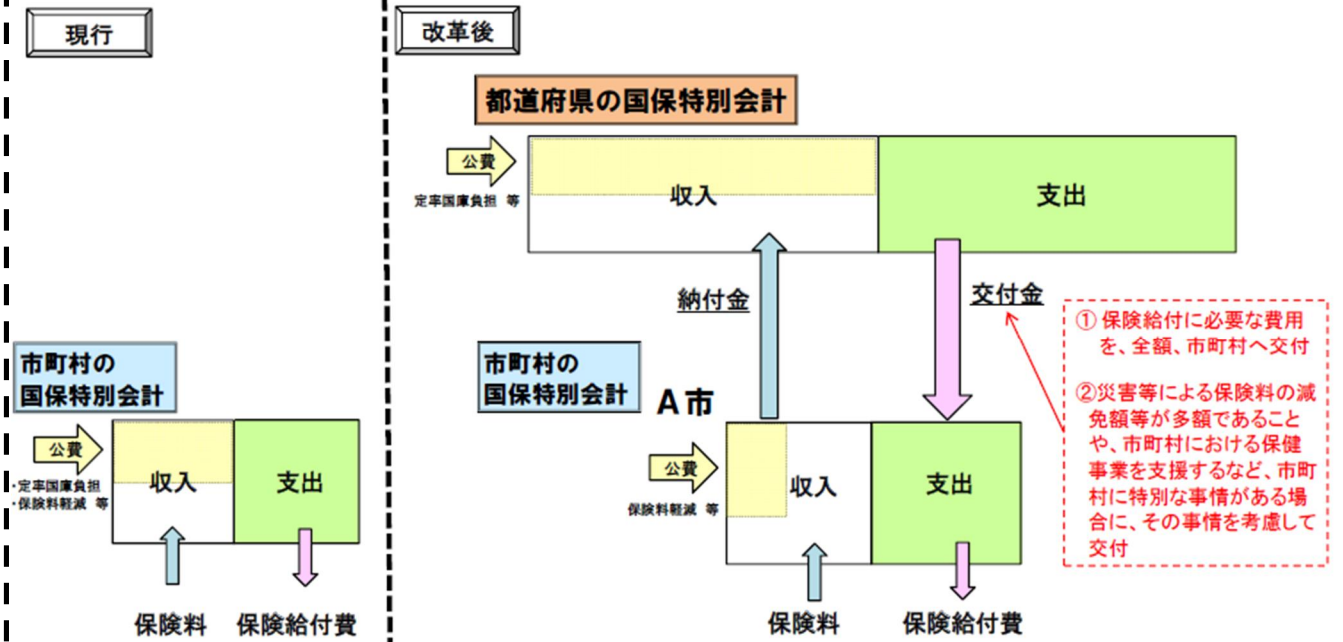 現行
市町村の
国保特別会計
公費
・定率国庫負担
・保険料軽減 等
収入
支出
保険料
保険給付費
改革後
都道府県の国保特別会計
公費
定率国庫負担 等
収入
支出
納付金
交付金
① 保険給付に必要な費用
を、全額、市町村へ交付
②災害等による保険料の減
免額等が多額であること
や、市町村における保健
事業を支援するなど、市町
村に特別な事情がある場
合に、その事情を考慮して
交付
市町村の
国保特別会計
A市
公費
保険料軽減 等
収入
支出
保険料
保険給付費